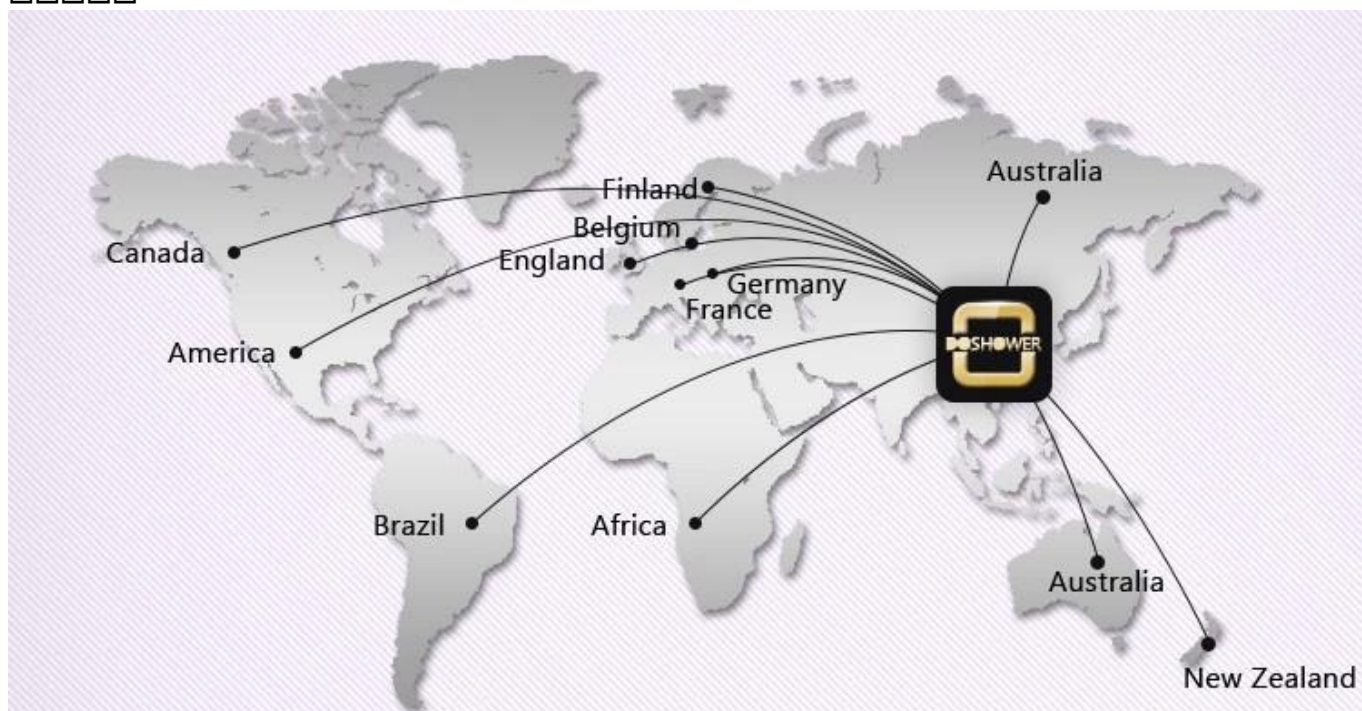 Australia
Finland
Belgium
Canada
England
Germany
France
DOSHOWER
America
Brazil
Africa
Australia
New Zealand